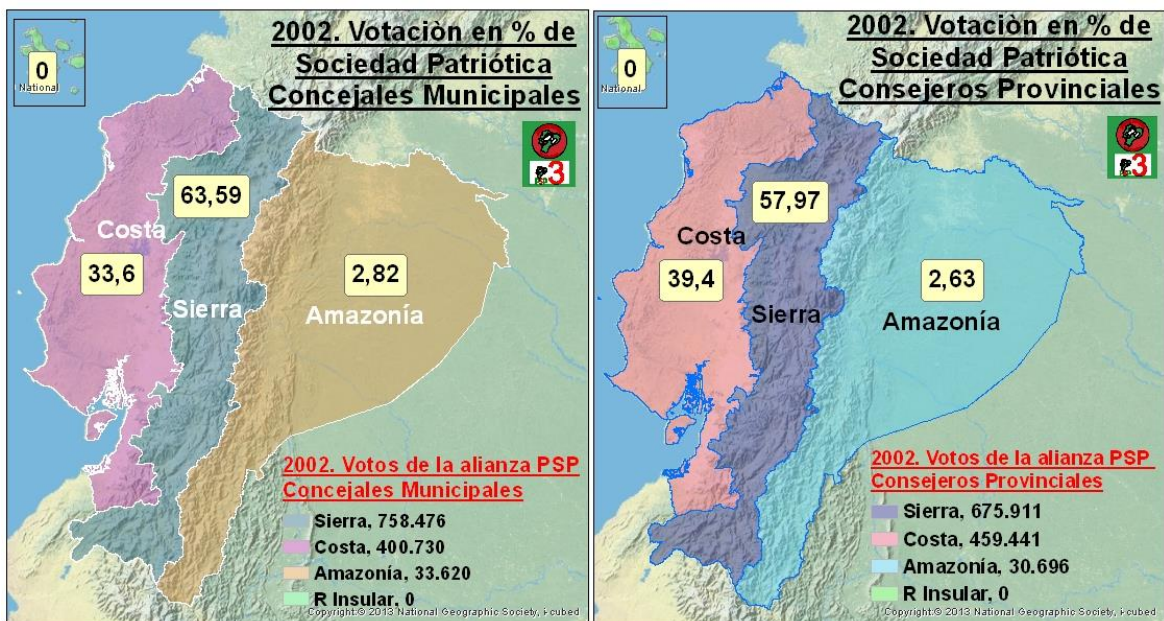 2002. Votaciòn en % de
Sociedad Patriótica
Concejales Municipales
0
National
3
63,59
Costa
33,6
2,82
Sierra
Amazonía
2002. Votos de la alianza PSP
Concejales Municipales
Sierra, 758.476
Costa, 400.730
Amazonía, 33.620
R Insular, 0
Copyright:© 2013 National Geographic Society, i-cubed
2002. Votaciòn en % de
Sociedad Patriótica
Consejeros Provinciales
0
National
3
57,97
Costa
39,4
2,63
Sierra
Amazonía
2002. Votos de la alianza PSP
Consejeros Provinciales
Sierra, 675.911
Costa, 459.441
Amazonía, 30.696
R Insular, 0
Copyright:© 2013 National Geographic Society, i-cubed